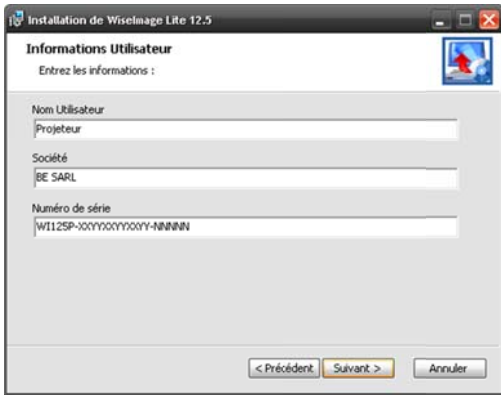 Installation de WiseImage Lite 12.5
Informations Utilisateur
Entrez les informations :
Nom Utilisateur
Projeteur
Société
BE SARL
Numéro de série
WI125P-XXYYXXYYXXYY-NNNNN
< Précédent
Suivant >
Annuler